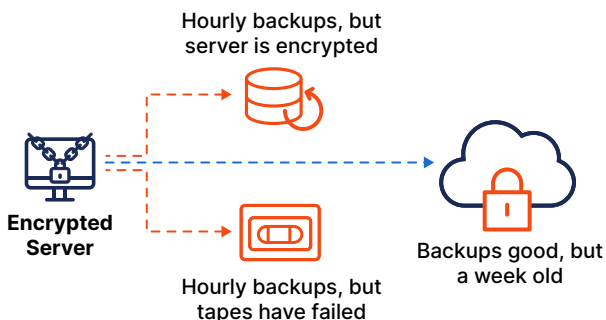 Hourly backups, but
server is encrypted
Encrypted
Server
Backups good, but
a week old
Hourly backups, but
tapes have failed